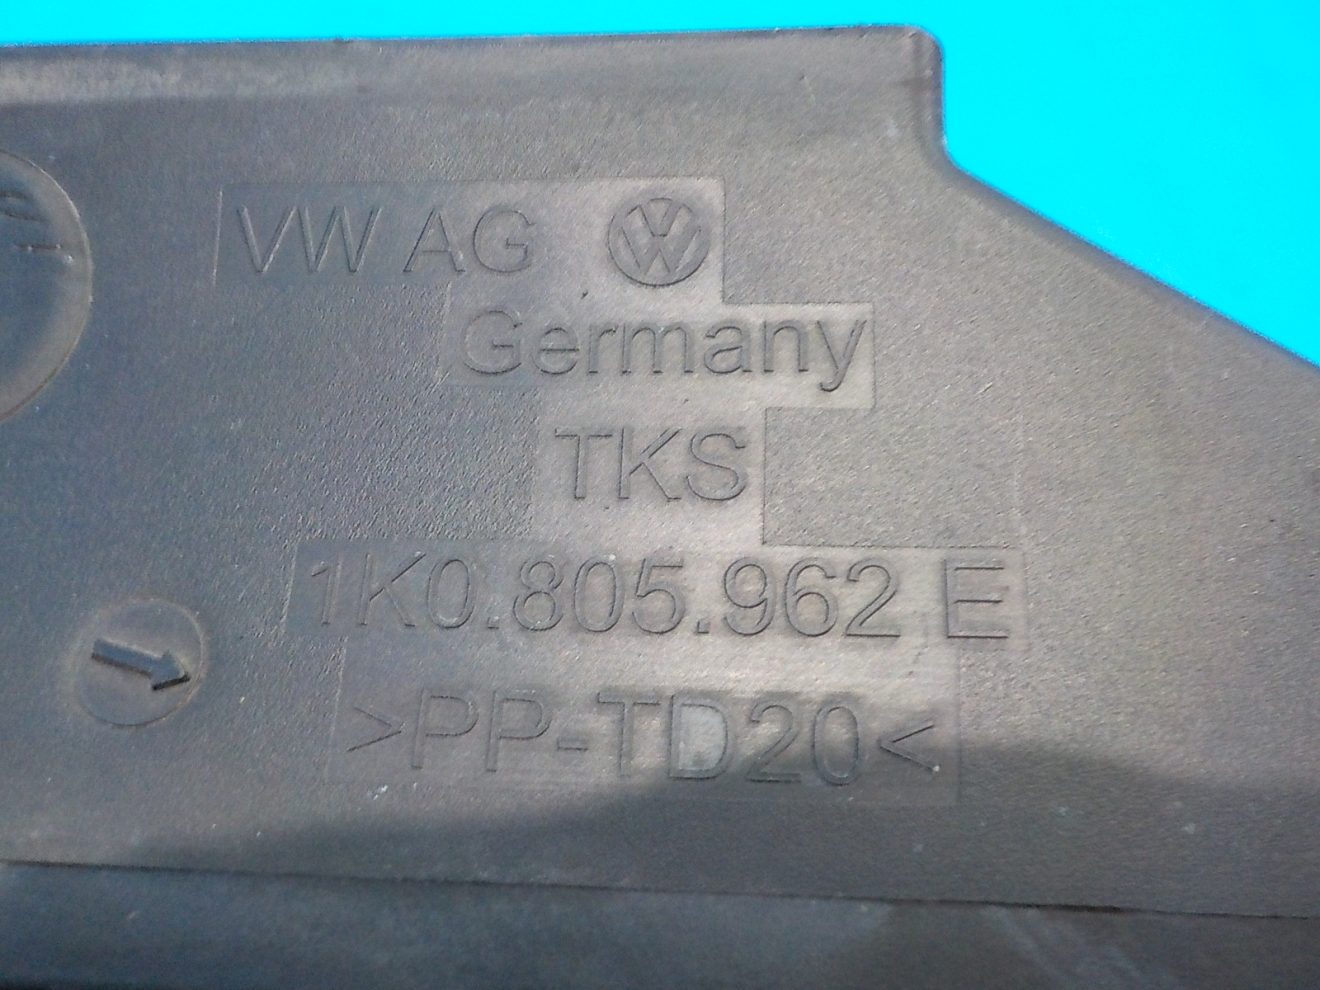 VW AG
Germany
TKS
1K0.805.962 E
>PP-TD20<